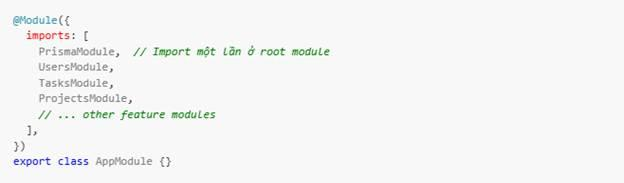 @Module({
  imports: [
    PrismaModule,  // Import một lần ở root module
    UsersModule,
    TasksModule,
    ProjectsModule,
    // ... other feature modules
  ],
})
export class AppModule {}